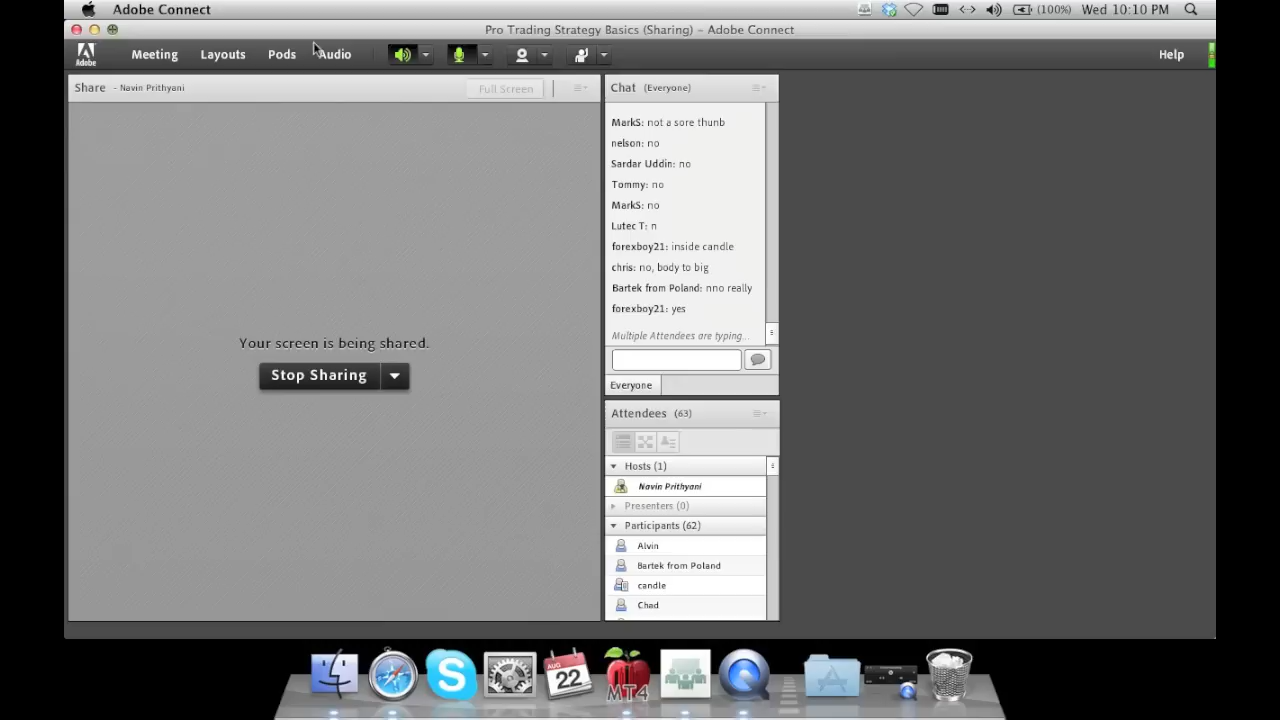 Adobe Connect
(100%) Wed 10:10 PM
Pro Trading Strategy Basics (Sharing) – Adobe Connect
Adobe
Meeting Layouts Pods Audio Help
Share - Navin Prithyani Full Screen
Your screen is being shared.
Stop Sharing
Chat (Everyone)
MarkS: not a sore thunb
nelson: no
Sardar Uddin: no
Tommy: no
MarkS: no
Lutec T: n
forexboy21: inside candle
chris: no, body to big
Bartek from Poland: nno really
forexboy21: yes
Multiple Attendees are typing...
Everyone
Attendees (63)
Hosts (1)
Navin Prithyani
Presenters (0)
Participants (62)
Alvin
Bartek from Poland
candle
Chad
AUG
22
MT4